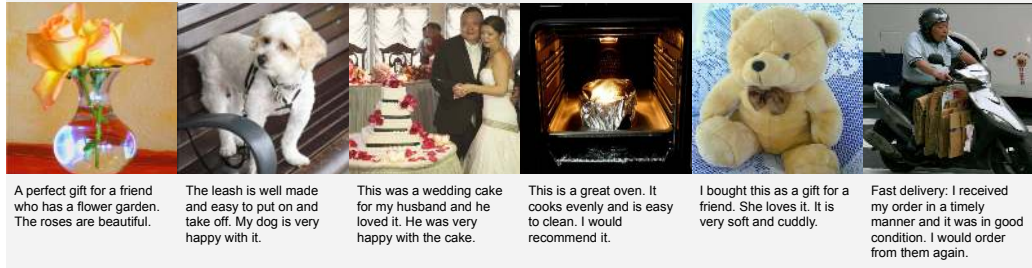 A perfect gift for a friend
who has a flower garden.
The roses are beautiful.
The leash is well made
and easy to put on and
take off. My dog is very
happy with it.
This was a wedding cake
for my husband and he
loved it. He was very
happy with the cake.
This is a great oven. It
cooks evenly and is easy
to clean. I would
recommend it.
I bought this as a gift for a
friend. She loves it. It is
very soft and cuddly.
Fast delivery: I received
my order in a timely
manner and it was in good
condition. I would order
from them again.